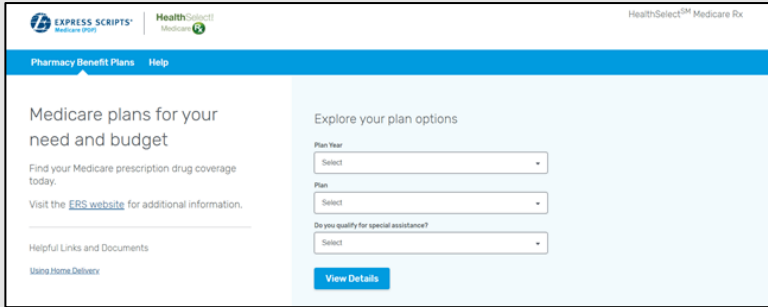 EXPRESS SCRIPTS®
Medicare (PDP)
HealthSelect
Medicare Rx
HealthSelectSM Medicare Rx
Pharmacy Benefit Plans Help
Medicare plans for your
need and budget
Find your Medicare prescription drug coverage
today.
Visit the ERS website for additional information.
Helpful Links and Documents
Using Home Delivery
Explore your plan options
Plan Year
Select
Plan
Select
Do you qualify for special assistance?
Select
View Details